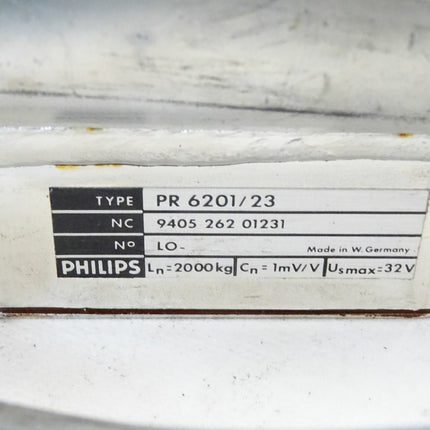 TYPE PR 6201/23
NC 9405 262 01231
No LO- Made in W. Germany
PHILIPS Ln=2000kg Cn=1mV/V Usmax=32V